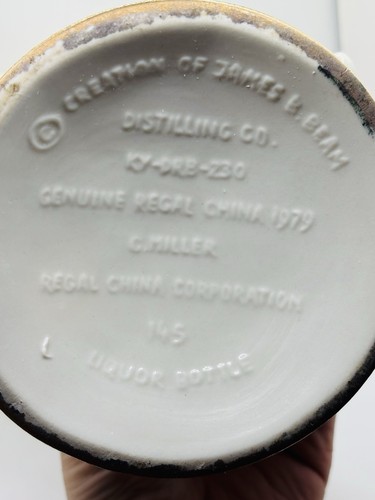 © CREATION OF JAMES B. BEAM
DISTILLING CO.
KY-DRB-230
GENUINE REGAL CHINA 1979
C. MILLER
REGAL CHINA CORPORATION
145
LIQUOR BOTTLE